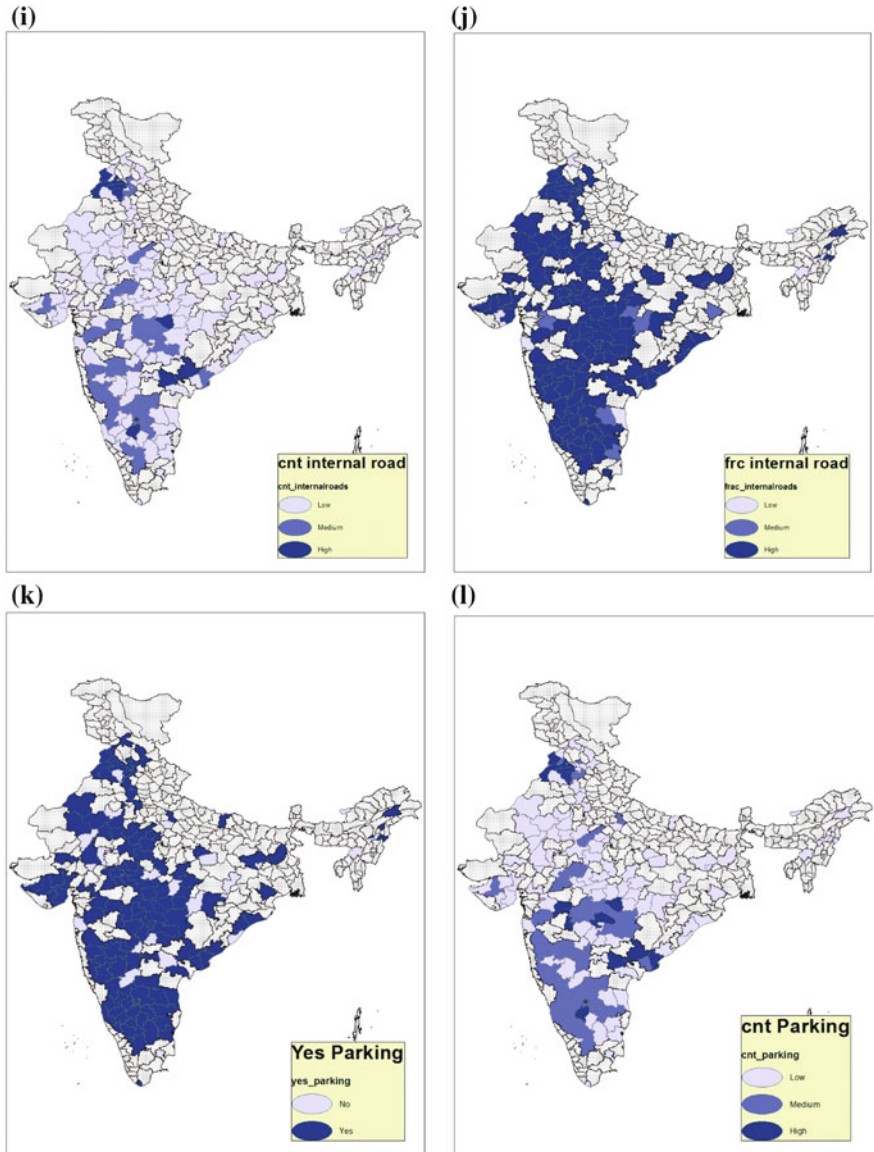 (i)
cnt internal road
cnt_internalroads
Low
Medium
High
(j)
frc internal road
frac_internalroads
Low
Medium
High
(k)
Yes Parking
yes_parking
No
Yes
(l)
cnt Parking
cnt_parking
Low
Medium
High